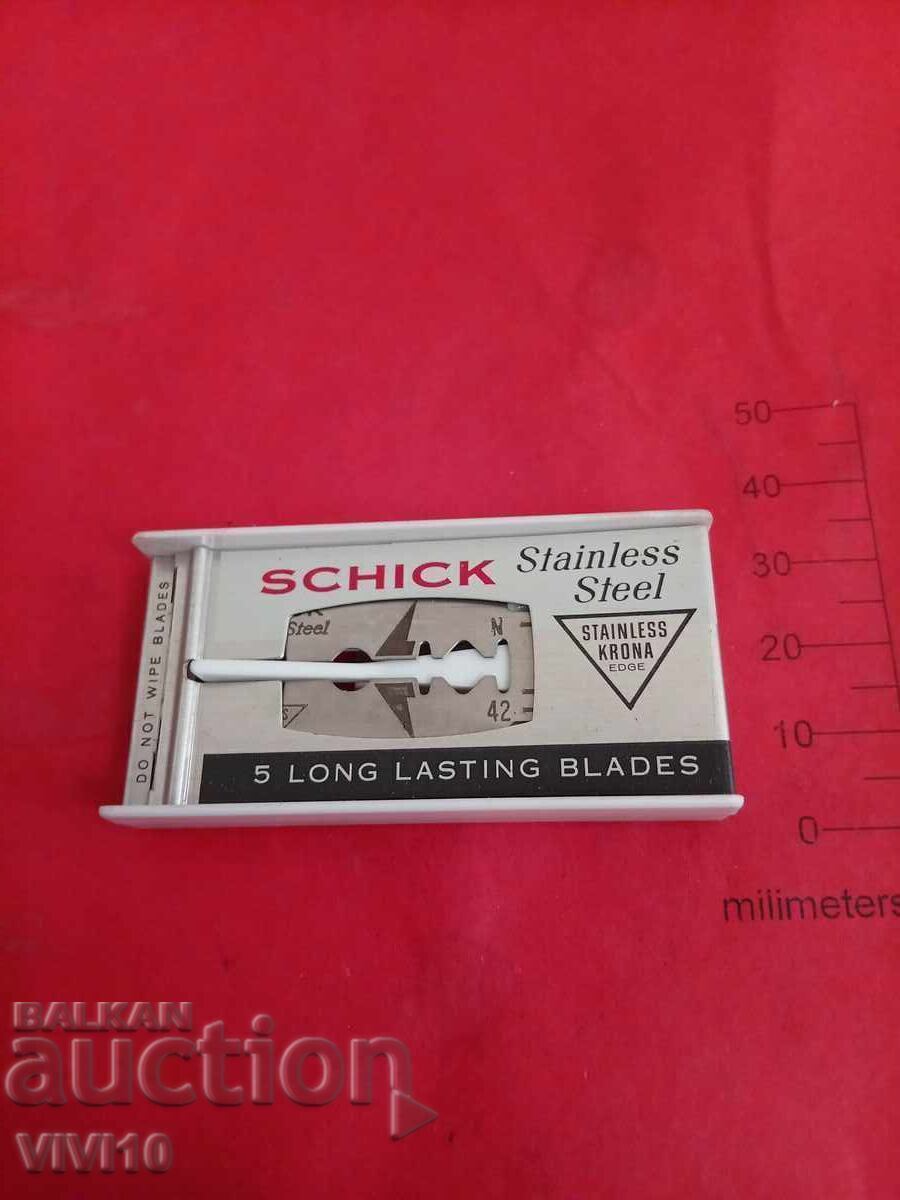 50
40
30
20
10
0
milimeters
SCHICK
Stainless
Steel
STAINLESS
KRONA
EDGE
Steel
N
42
5 LONG LASTING BLADES
DO NOT WIPE BLADES
BALKAN
auction
VIVI10